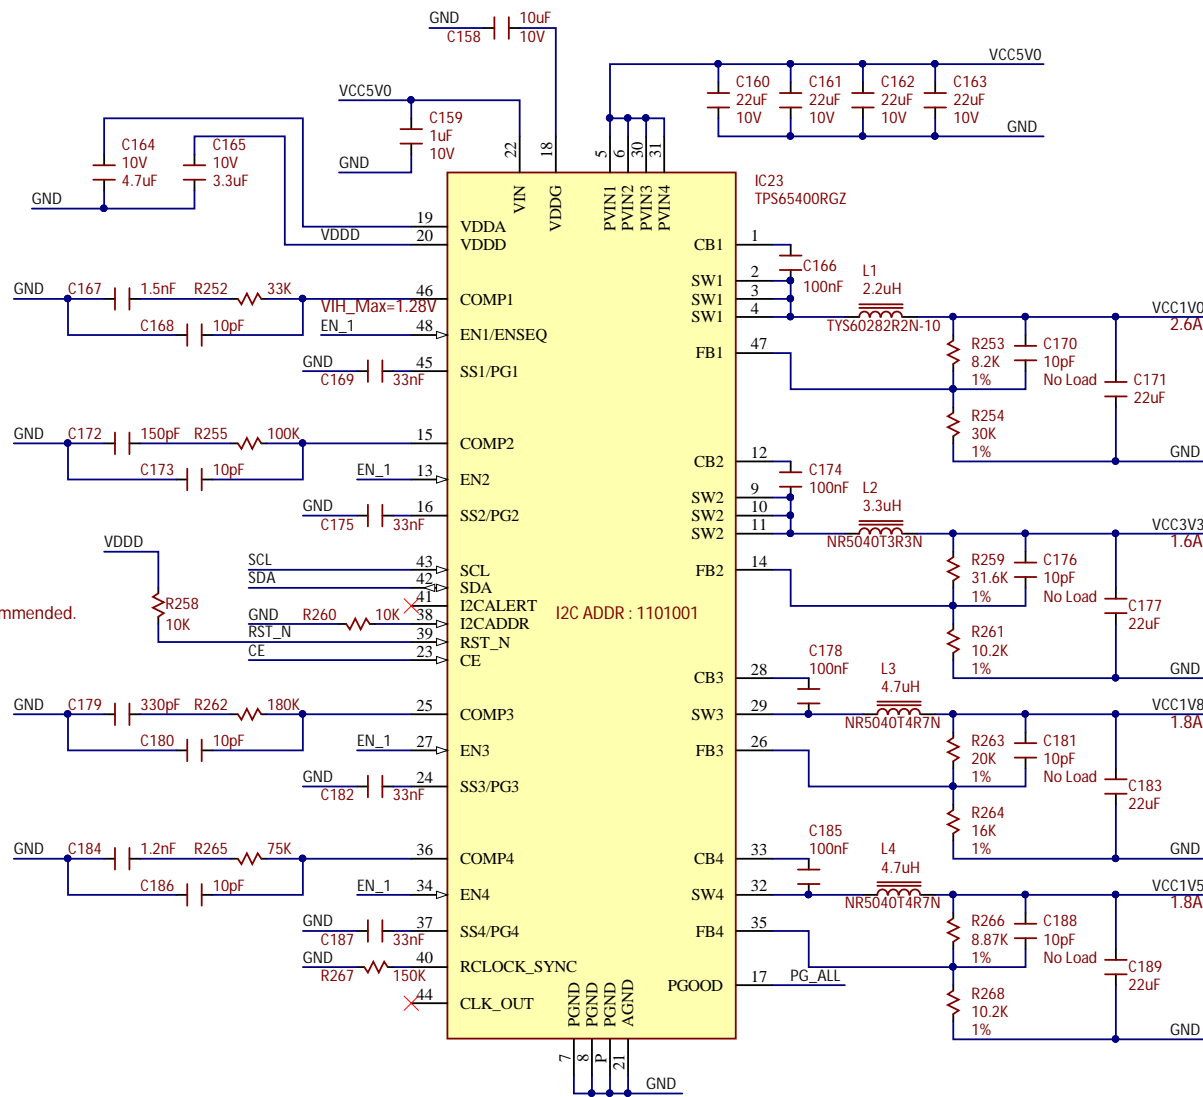 GND
C158
10uF
10V
VCC5V0
C160
22uF
10V
C161
22uF
10V
C162
22uF
10V
C163
22uF
10V
GND
VCC5V0
C159
1uF
10V
GND
C164
10V
4.7uF
C165
10V
3.3uF
GND
VDDD
22
18
5
6
30
31
VIN
VDDG
PVIN1
PVIN2
PVIN3
PVIN4
IC23
TPS65400RGZ
19
VDDA
20
VDDD
GND
C167
1.5nF
R252
33K
C168
10pF
46
COMP1
VIH_Max=1.28V
EN_1
48
EN1/ENSEQ
GND
C169
33nF
45
SS1/PG1
GND
C172
150pF
R255
100K
C173
10pF
15
COMP2
EN_1
13
EN2
GND
C175
33nF
16
SS2/PG2
VDDD
R258
10K
mmended.
SCL
43
SCL
SDA
42
SDA
41
I2CALERT
GND
R260
10K
38
I2CADDR
RST_N
39
RST_N
CE
23
CE
I2C ADDR : 1101001
GND
C179
330pF
R262
180K
C180
10pF
25
COMP3
EN_1
27
EN3
GND
C182
33nF
24
SS3/PG3
GND
C184
1.2nF
R265
75K
C186
10pF
36
COMP4
EN_1
34
EN4
GND
C187
33nF
37
SS4/PG4
GND
R267
150K
40
RCLOCK_SYNC
44
CLK_OUT
CB1
1
C166
100nF
SW1
2
SW1
3
SW1
4
L1
2.2uH
TYS60282R2N-10
VCC1V0
2.6A
FB1
47
R253
8.2K
1%
C170
10pF
No Load
C171
22uF
R254
30K
1%
GND
CB2
12
C174
100nF
SW2
9
SW2
10
SW2
11
L2
3.3uH
NR5040T3R3N
VCC3V3
1.6A
FB2
14
R259
31.6K
1%
C176
10pF
No Load
C177
22uF
R261
10.2K
1%
GND
CB3
28
C178
100nF
SW3
29
L3
4.7uH
NR5040T4R7N
VCC1V8
1.8A
FB3
26
R263
20K
1%
C181
10pF
No Load
C183
22uF
R264
16K
1%
GND
CB4
33
C185
100nF
SW4
32
L4
4.7uH
NR5040T4R7N
VCC1V5
1.8A
FB4
35
R266
8.87K
1%
C188
10pF
No Load
C189
22uF
R268
10.2K
1%
GND
PGOOD
17
PG_ALL
PGND
PGND
PGND
AGND
7
8
P
21
GND